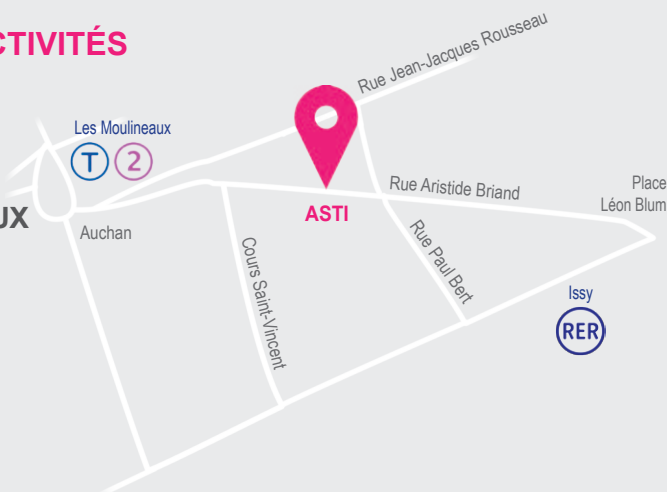 CTIVITÉS
Rue Jean-Jacques Rousseau
Les Moulineaux
T 2
Rue Aristide Briand
Place
Léon Blum
ASTI
UX
Auchan
Cours Saint-Vincent
Rue Paul Bert
Issy
RER